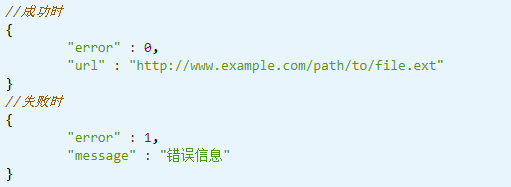 //成功时
{
        "error" : 0,
        "url" : "http://www.example.com/path/to/file.ext"
}
//失败时
{
        "error" : 1,
        "message" : "错误信息"
}